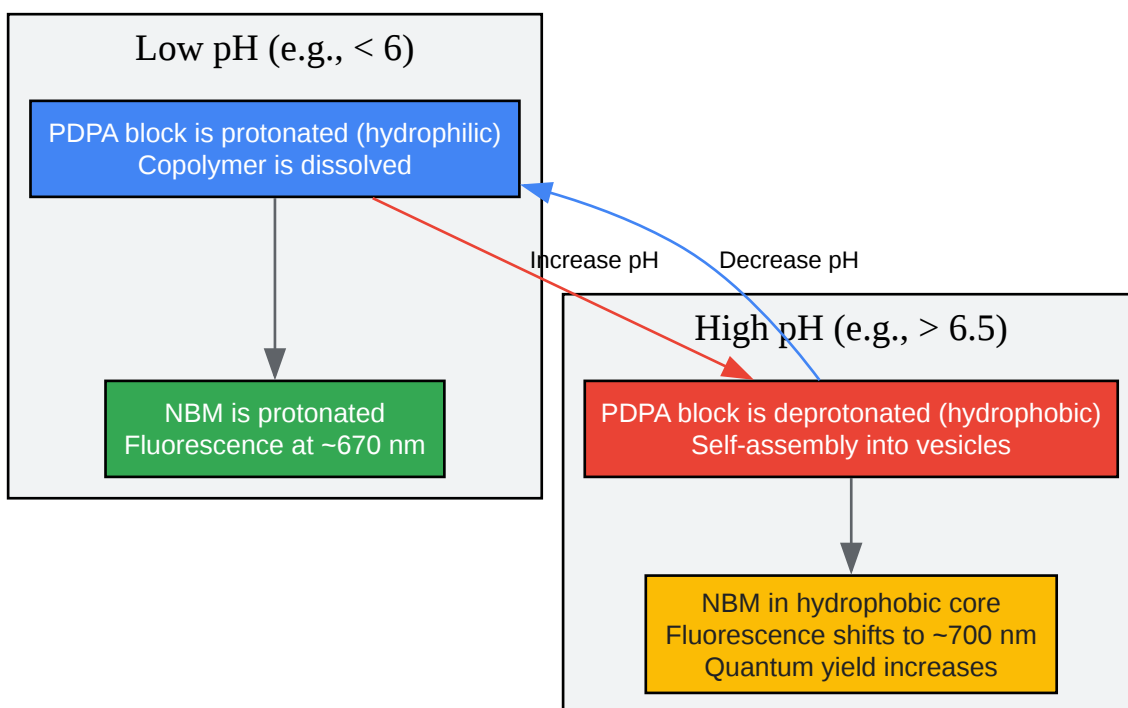 Low pH (e.g., < 6)
PDPA block is protonated (hydrophilic)
Copolymer is dissolved
Increase pH
Decrease pH
NBM is protonated
Fluorescence at ~670 nm
High pH (e.g., > 6.5)
PDPA block is deprotonated (hydrophobic)
Self-assembly into vesicles
NBM in hydrophobic core
Fluorescence shifts to ~700 nm
Quantum yield increases